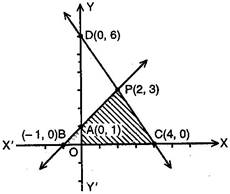 Y
D(0, 6)
P(2, 3)
A(0, 1)
(–1, 0)B
C(4, 0)
X′
O
X
Y′